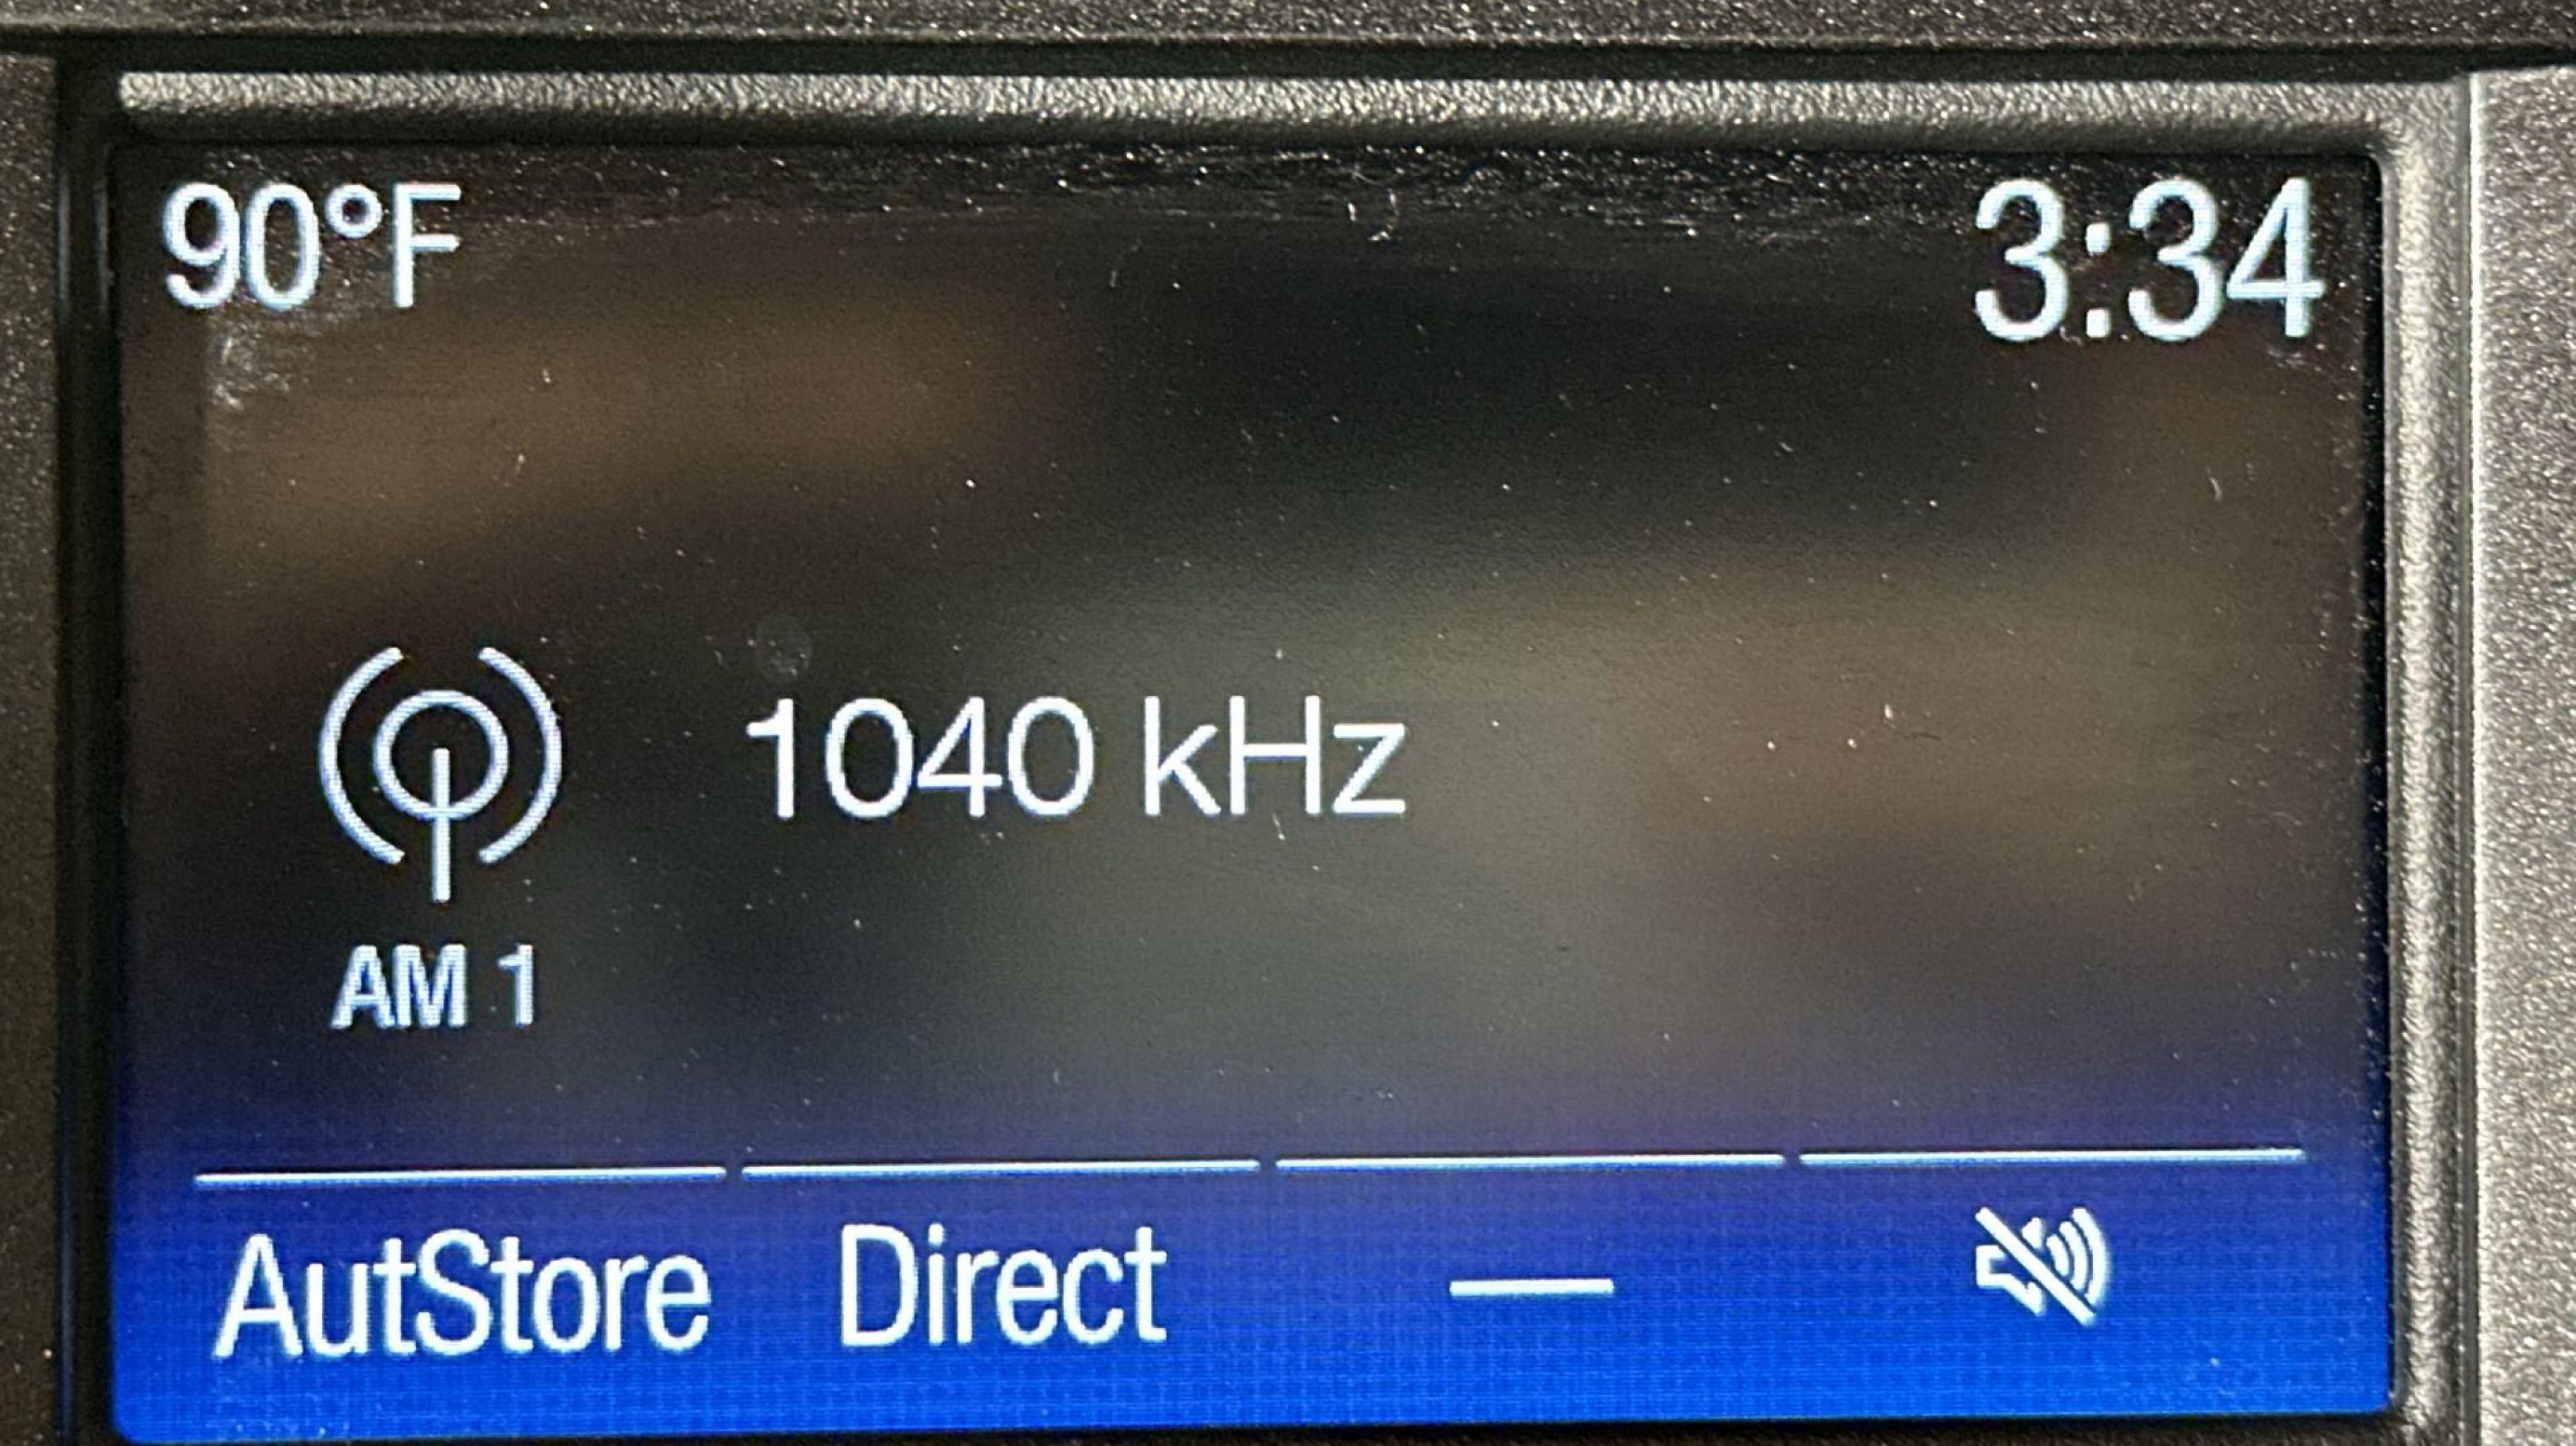 90°F 3:34
1040 kHz
AM 1
AutStore Direct —